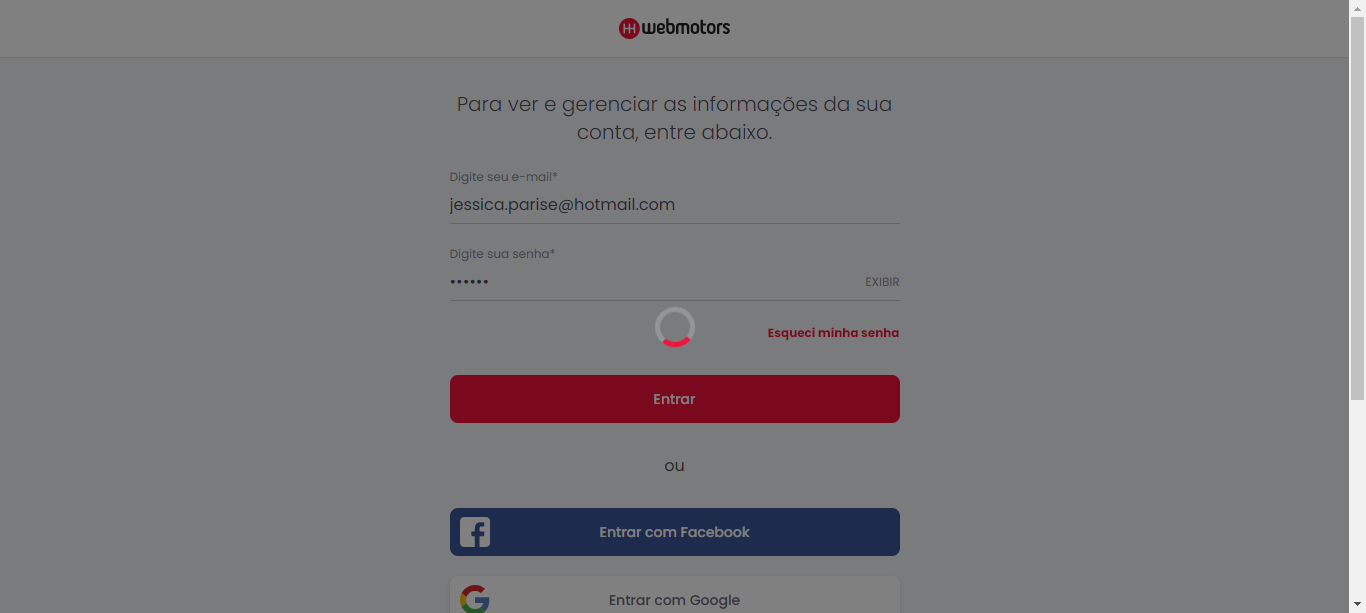 webmotors
Para ver e gerenciar as informações da sua
conta, entre abaixo.
Digite seu e-mail*
jessica.parise@hotmail.com
Digite sua senha*
••••••
EXIBIR
Esqueci minha senha
Entrar
ou
Entrar com Facebook
Entrar com Google